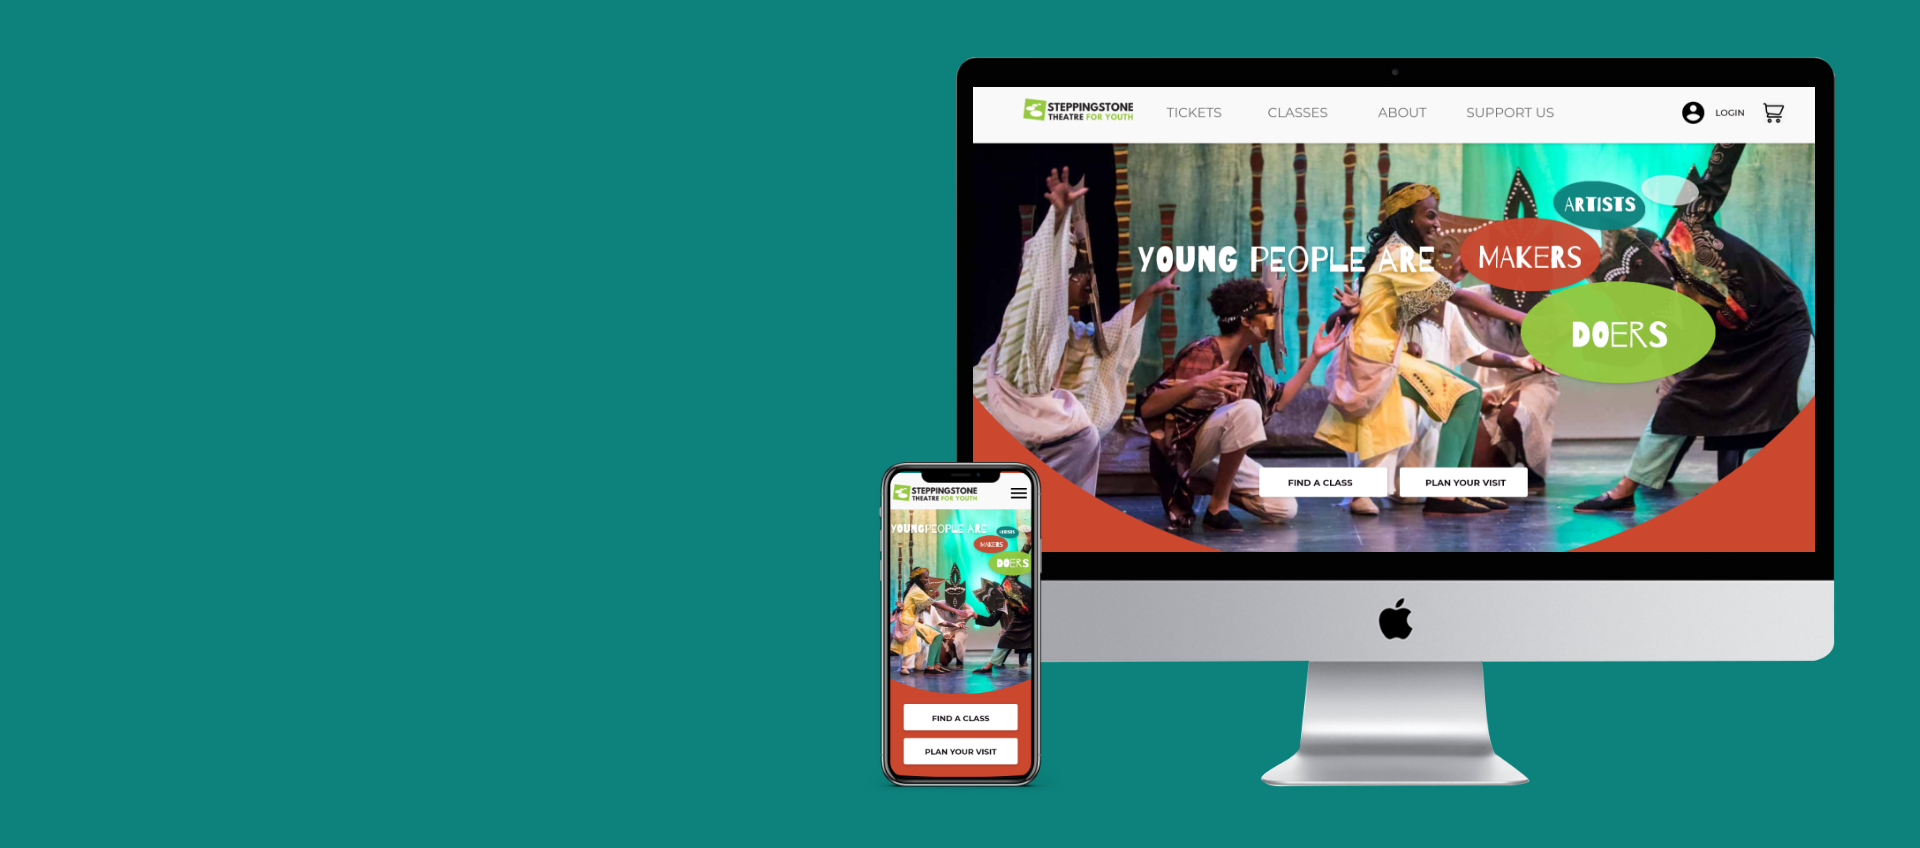 STEPPINGSTONE
THEATRE FOR YOUTH
TICKETS
CLASSES
ABOUT
SUPPORT US
LOGIN
YOUNG PEOPLE ARE
ARTISTS
MAKERS
DOERS
FIND A CLASS
PLAN YOUR VISIT
STEPPINGSTONE
THEATRE FOR YOUTH
YOUNG PEOPLE ARE
ARTISTS
MAKERS
DOERS
FIND A CLASS
PLAN YOUR VISIT